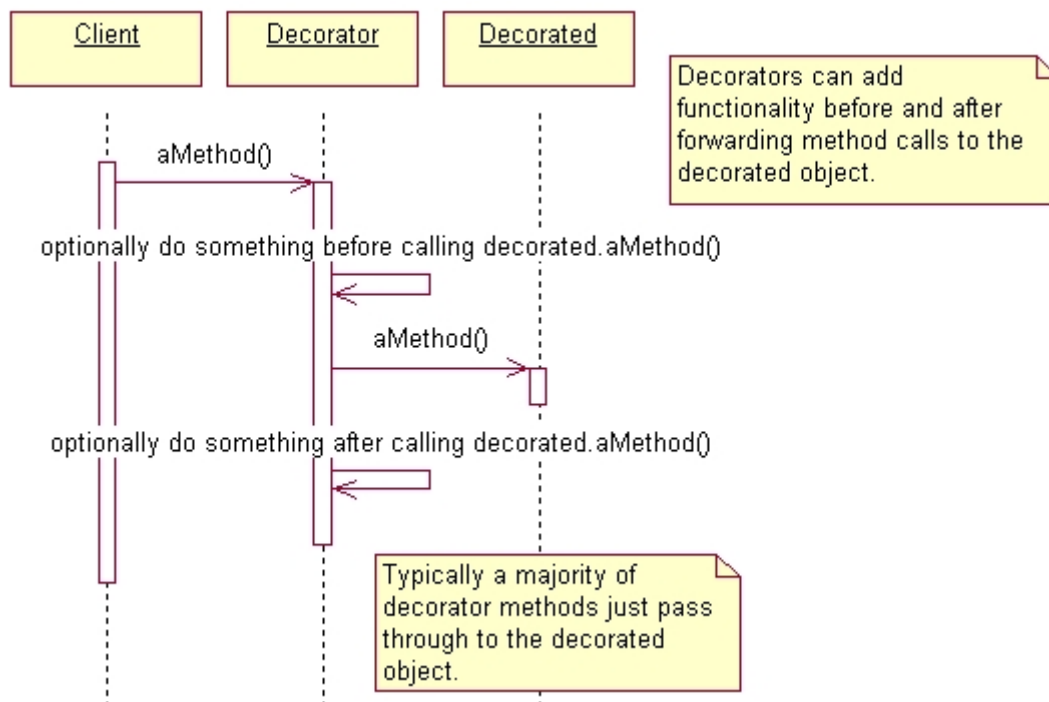 Client
Decorator
Decorated
Decorators can add
functionality before and after
forwarding method calls to the
decorated object.
aMethod()
optionally do something before calling decorated.aMethod()
aMethod()
optionally do something after calling decorated.aMethod()
Typically a majority of
decorator methods just pass
through to the decorated
object.